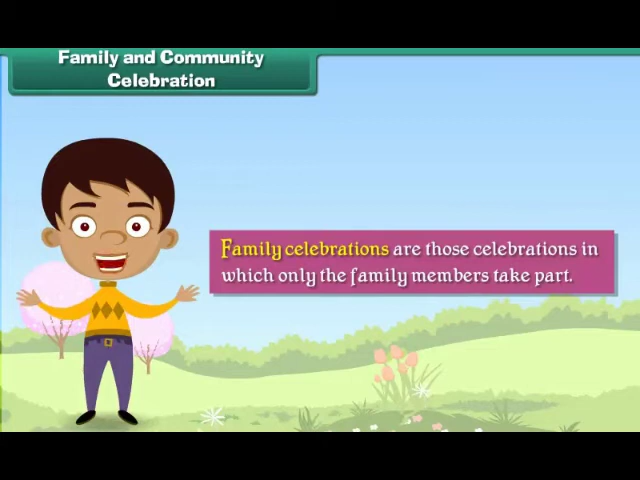 Family and Community
Celebration
Family celebrations are those celebrations in
which only the family members take part.